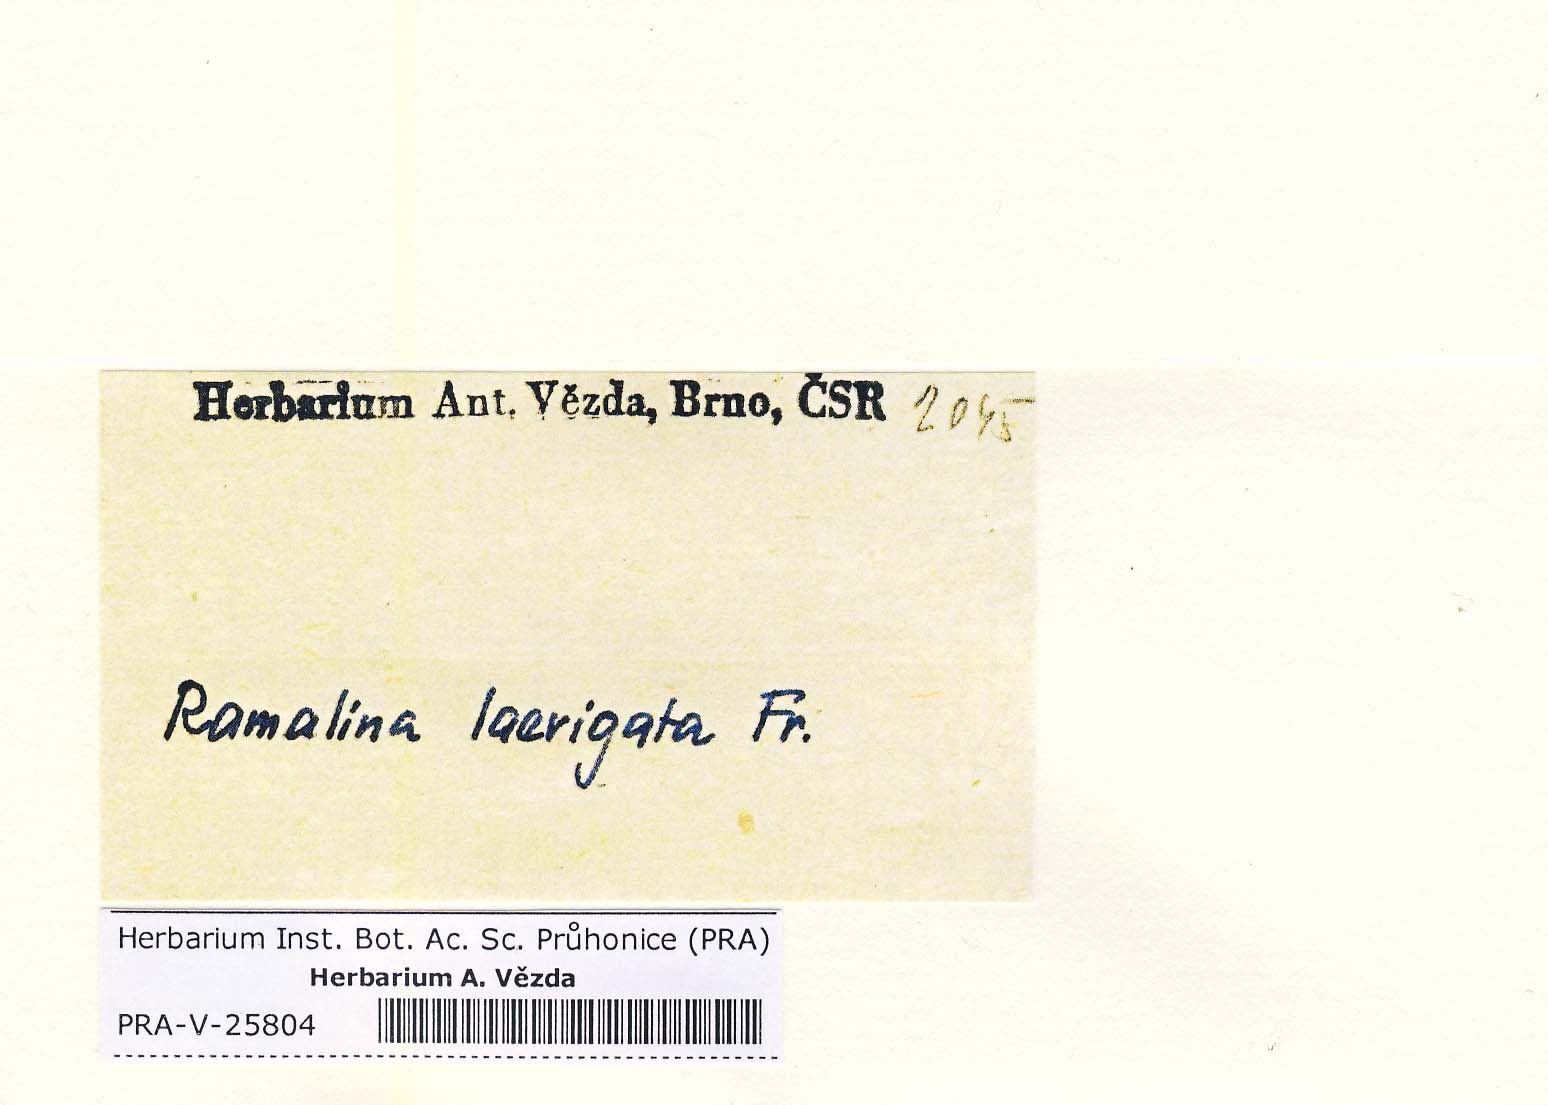 Herbarium Ant. Vězda, Brno, ČSR 2045
Ramalina laevigata Fr.
Herbarium Inst. Bot. Ac. Sc. Průhonice (PRA)
Herbarium A. Vězda
PRA-V-25804